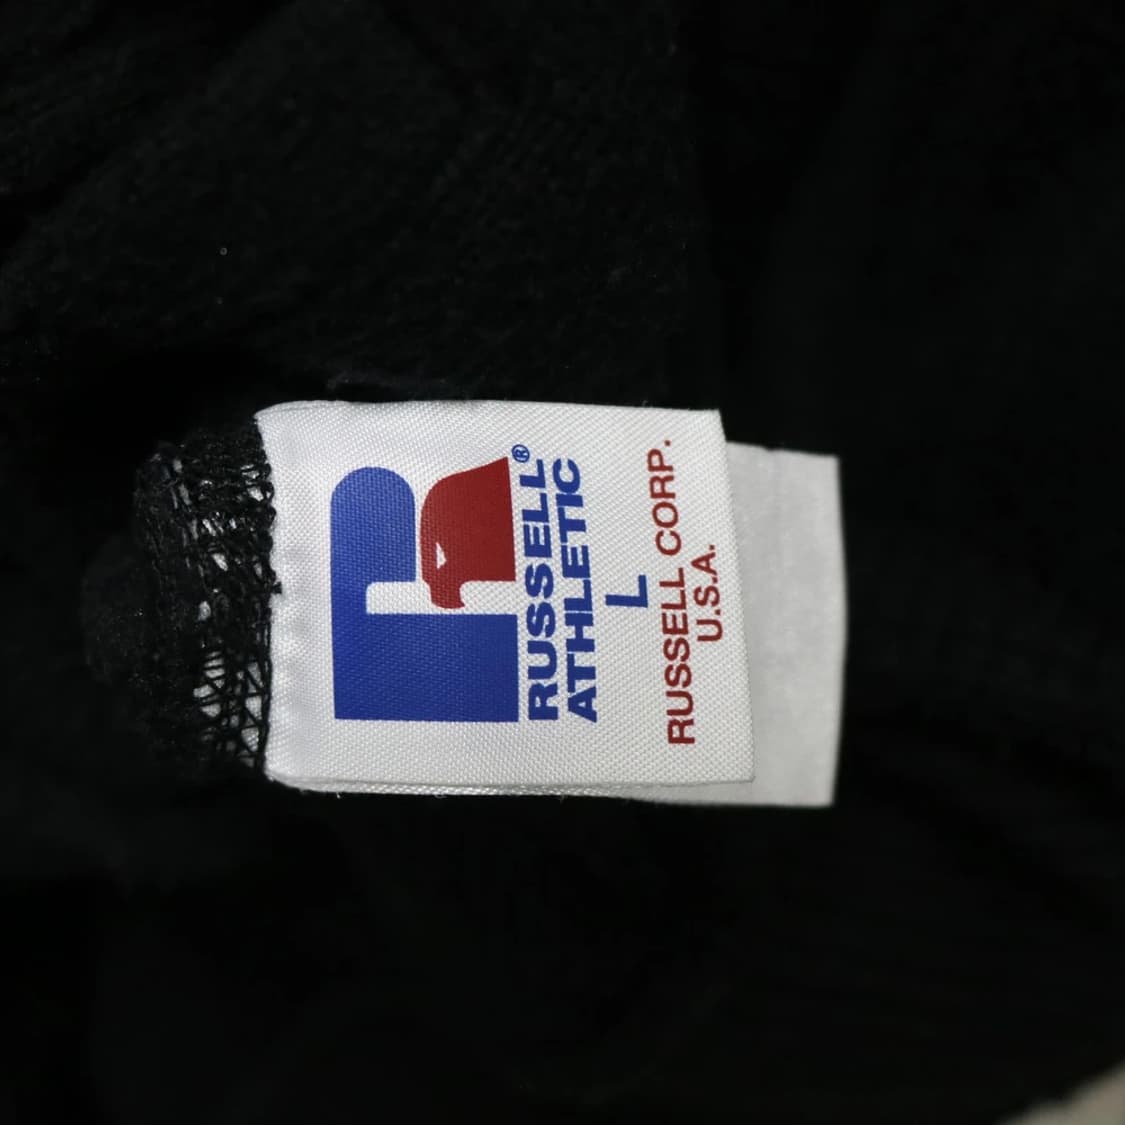 RUSSELL®
ATHLETIC
L
RUSSELL CORP.
U.S.A.